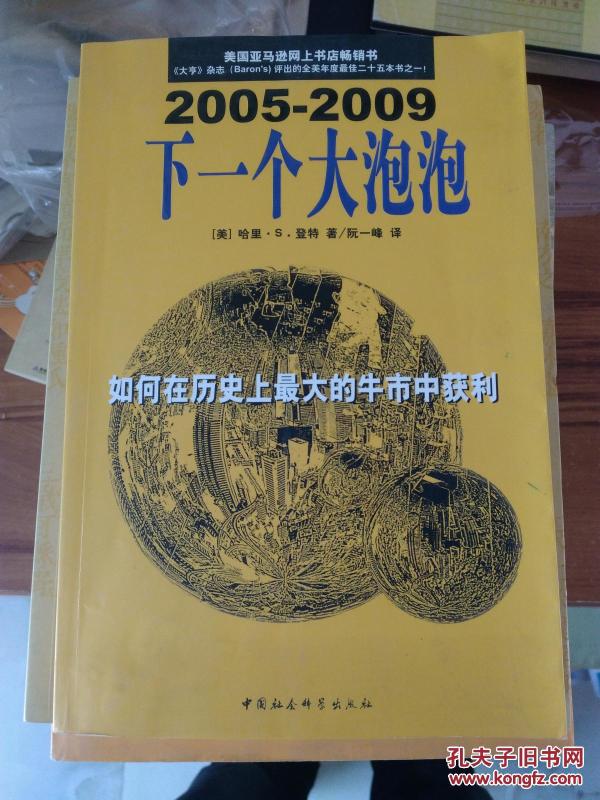 美国亚马逊网上书店畅销书
《大亨》杂志（Baron's）评出的全美年度最佳二十五本书之一！
2005-2009
下一个大泡泡
［美］哈里·S.登特 著/阮一峰 译
如何在历史上最大的牛市中获利
中国社会科学出版社
孔夫子旧书网
www.kongfz.com